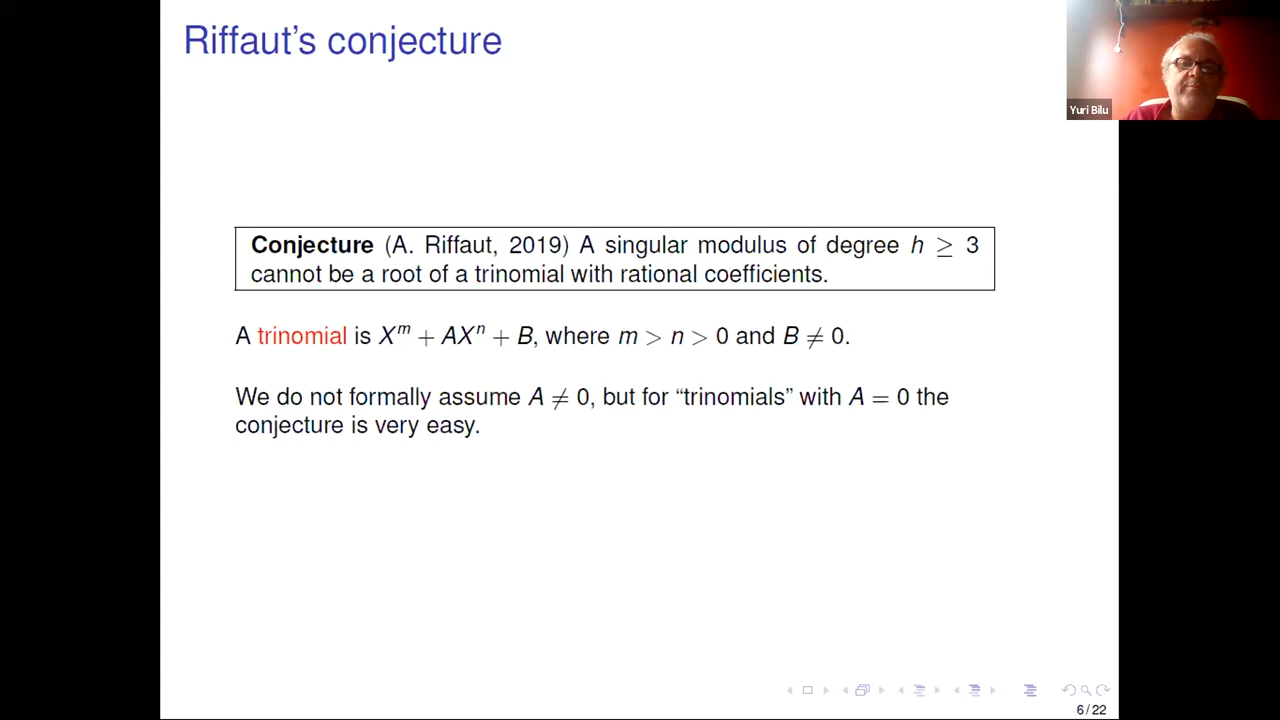 Riffaut's conjecture
Yuri Bilu
Conjecture (A. Riffaut, 2019) A singular modulus of degree h ≥ 3
cannot be a root of a trinomial with rational coefficients.
A trinomial is Xᵐ + AXⁿ + B, where m > n > 0 and B ≠ 0.
We do not formally assume A ≠ 0, but for “trinomials” with A = 0 the
conjecture is very easy.
6/22